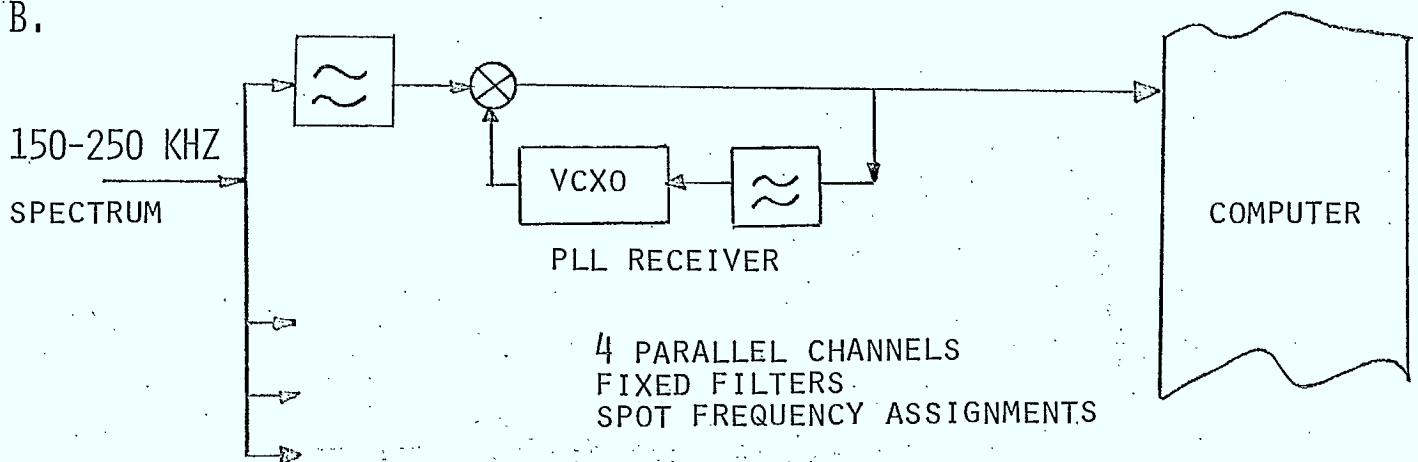 B.
150-250 KHZ
SPECTRUM
VCXO
PLL RECEIVER
COMPUTER
4 PARALLEL CHANNELS
FIXED FILTERS
SPOT FREQUENCY ASSIGNMENTS